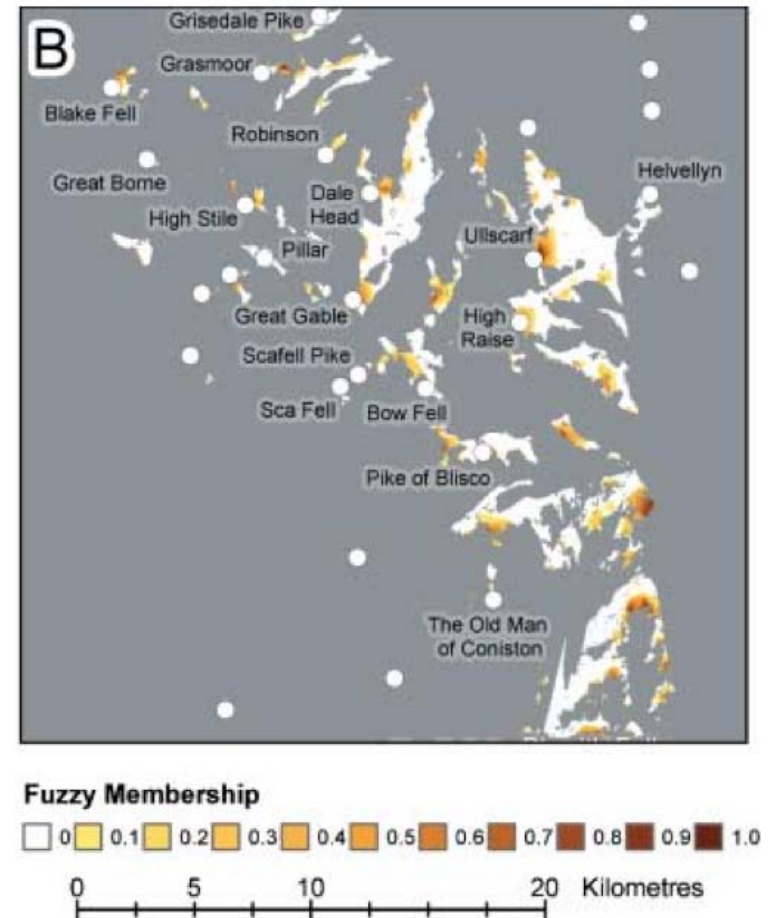 B
Grisedale Pike
Grasmoor
Blake Fell
Robinson
Great Borne
Helvellyn
Dale
Head
High Stile
Ullscarf
Pillar
Great Gable
High
Raise
Scafell Pike
Sca Fell
Bow Fell
Pike of Blisco
The Old Man
of Coniston
Fuzzy Membership
0 0.1 0.2 0.3 0.4 0.5 0.6 0.7 0.8 0.9 1.0
0 5 10 20 Kilometres